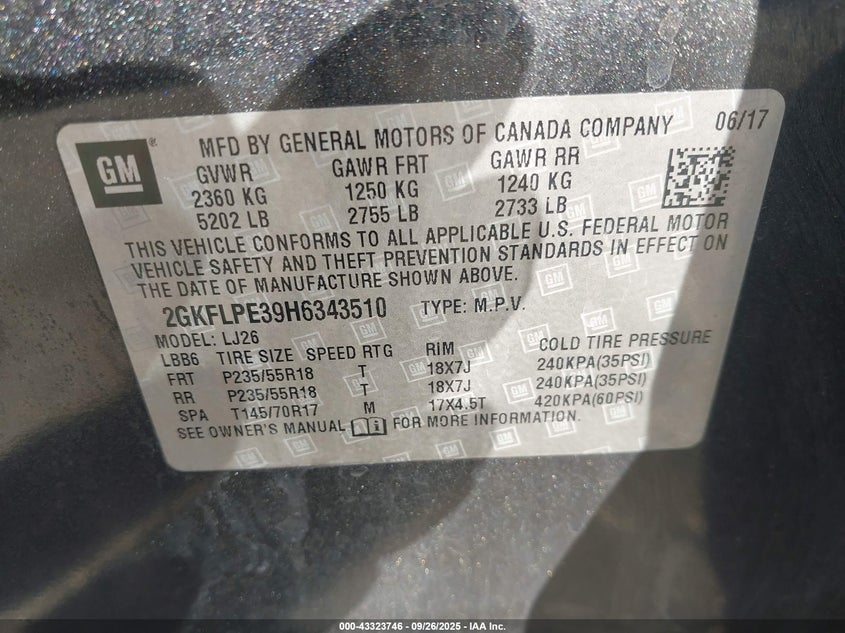 GM
MFD BY GENERAL MOTORS OF CANADA COMPANY 06/17
GVWR GAWR FRT GAWR RR
2360 KG 1250 KG 1240 KG
5202 LB 2755 LB 2733 LB
THIS VEHICLE CONFORMS TO ALL APPLICABLE U.S. FEDERAL MOTOR
VEHICLE SAFETY AND THEFT PREVENTION STANDARDS IN EFFECT ON
THE DATE OF MANUFACTURE SHOWN ABOVE.
2GKFLPE39H6343510 TYPE: M.P.V.
MODEL: LJ26
LBB6 TIRE SIZE SPEED RTG RIM COLD TIRE PRESSURE
FRT P235/55R18 T 18X7J 240KPA(35PSI)
RR P235/55R18 T 18X7J 240KPA(35PSI)
SPA T145/70R17 M 17X4.5T 420KPA(60PSI)
SEE OWNER'S MANUAL FOR MORE INFORMATION.
000-43323746 - 09/26/2025 - IAA Inc.